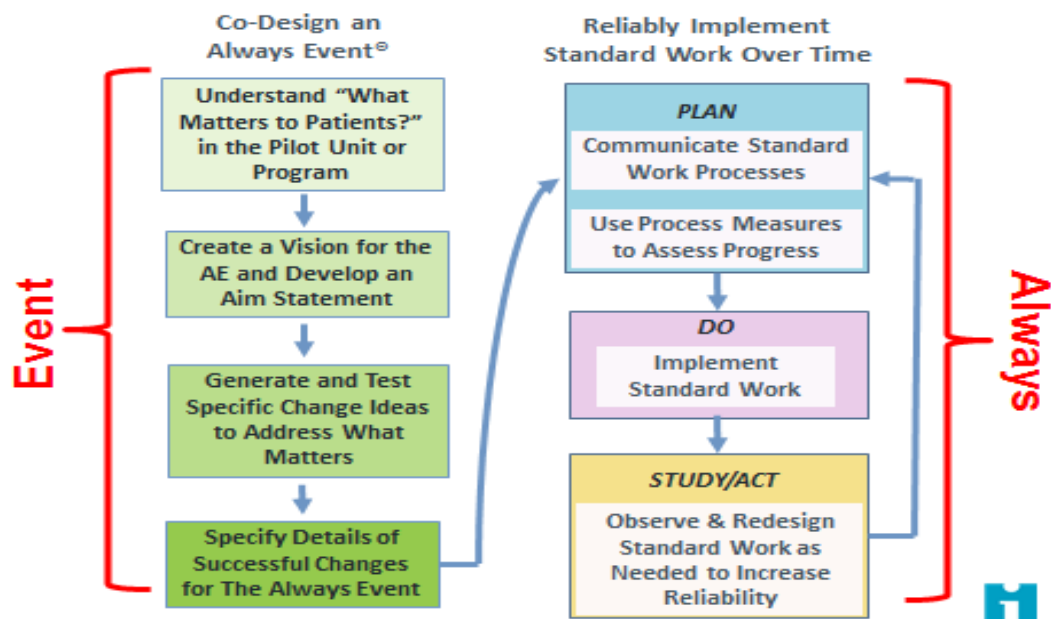 Co-Design an
Always Event®
Event
Understand “What
Matters to Patients?”
in the Pilot Unit or
Program
Create a Vision for the
AE and Develop an
Aim Statement
Generate and Test
Specific Change Ideas
to Address What
Matters
Specify Details of
Successful Changes
for The Always Event
Reliably Implement
Standard Work Over Time
PLAN
Communicate Standard
Work Processes
Use Process Measures
to Assess Progress
DO
Implement
Standard Work
STUDY/ACT
Observe & Redesign
Standard Work as
Needed to Increase
Reliability
Always